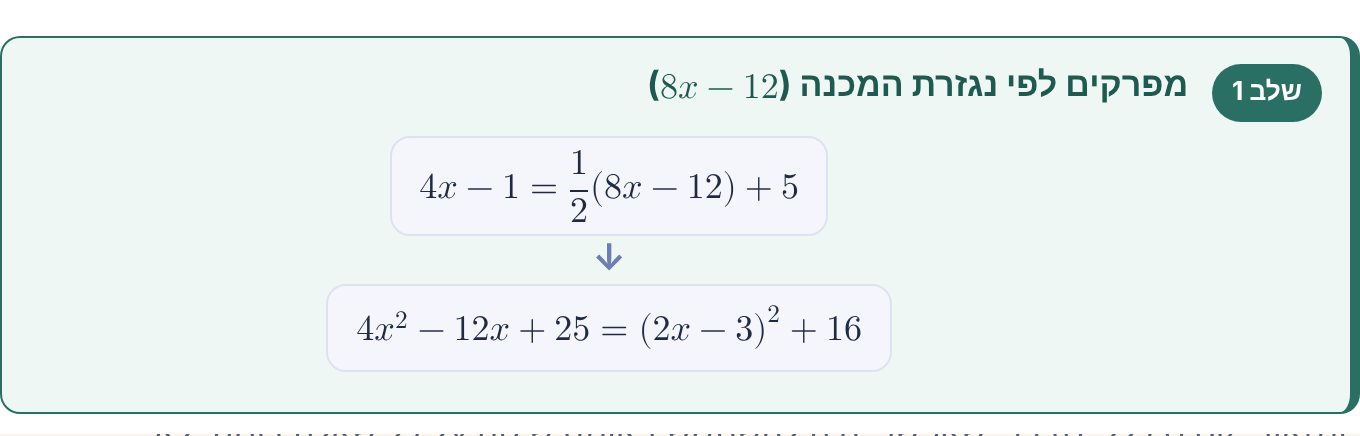 שלב 1
מפרקים לפי נגזרת המכנה (8x − 12)
4x − 1 = \frac{1}{2}(8x − 12) + 5
↓
4x² − 12x + 25 = (2x − 3)² + 16